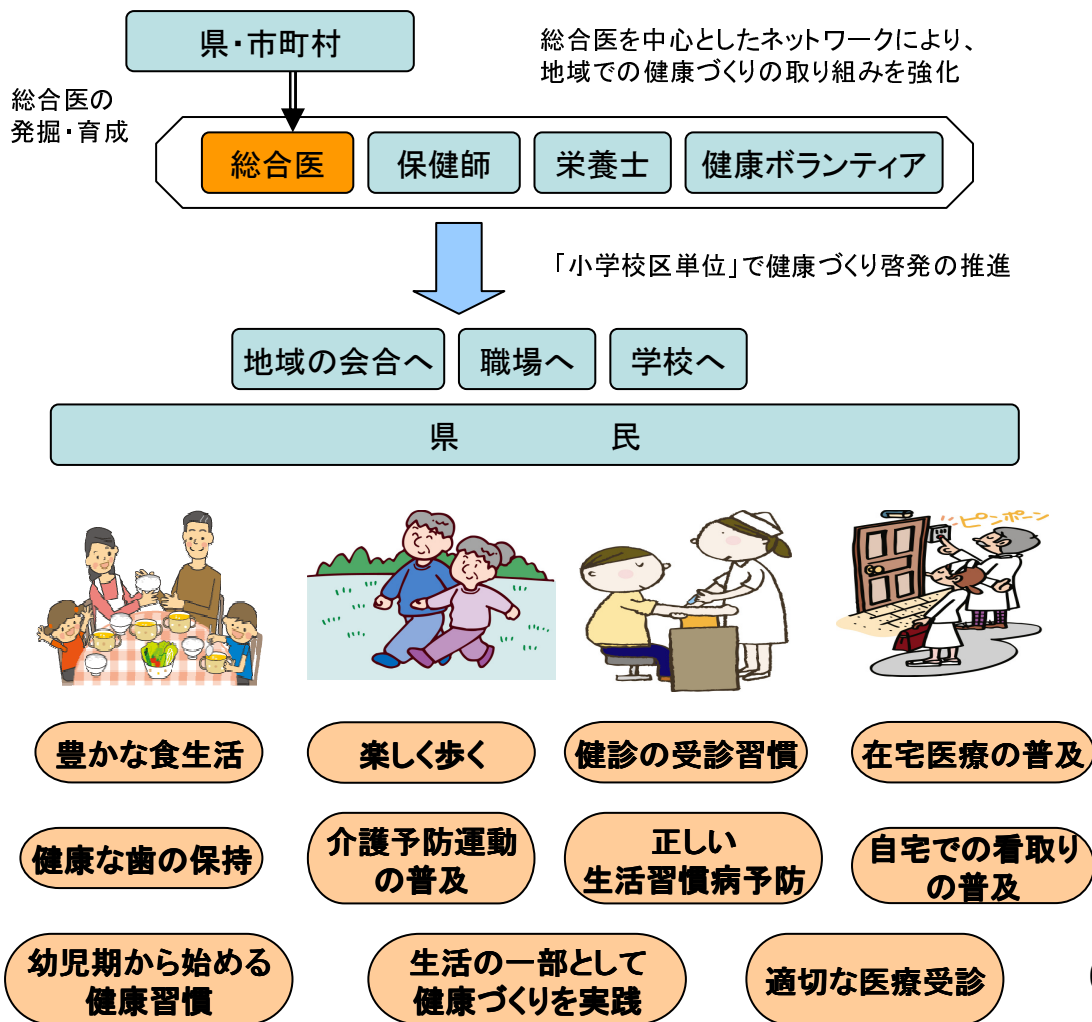 県・市町村
総合医を中心としたネットワークにより、
地域での健康づくりの取り組みを強化
総合医の
発掘・育成
総合医
保健師
栄養士
健康ボランティア
「小学校区単位」で健康づくり啓発の推進
地域の会合へ
職場へ
学校へ
県 民
ピンポーン
豊かな食生活
楽しく歩く
健診の受診習慣
在宅医療の普及
健康な歯の保持
介護予防運動
の普及
正しい
生活習慣病予防
自宅での看取り
の普及
幼児期から始める
健康習慣
生活の一部として
健康づくりを実践
適切な医療受診